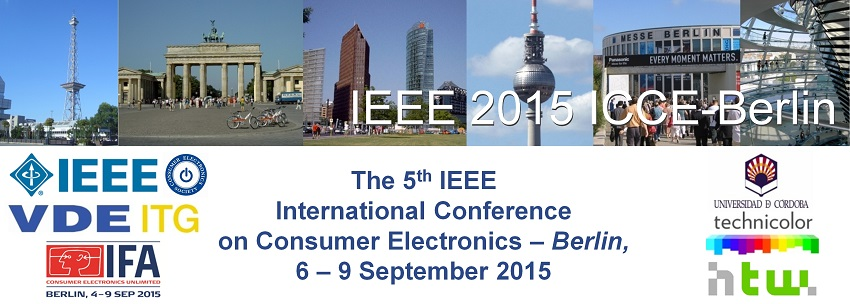 MESSE BERLIN
Panasonic
EVERY MOMENT MATTERS.
IEEE 2015 ICCE-Berlin
IEEE
CONSUMER ELECTRONICS SOCIETY
VDE ITG
IFA
CONSUMER ELECTRONICS UNLIMITED
BERLIN, 4–9 SEP 2015
The 5th IEEE
International Conference
on Consumer Electronics – Berlin,
6 – 9 September 2015
UNIVERSIDAD Ð CORDOBA
technicolor
htw.